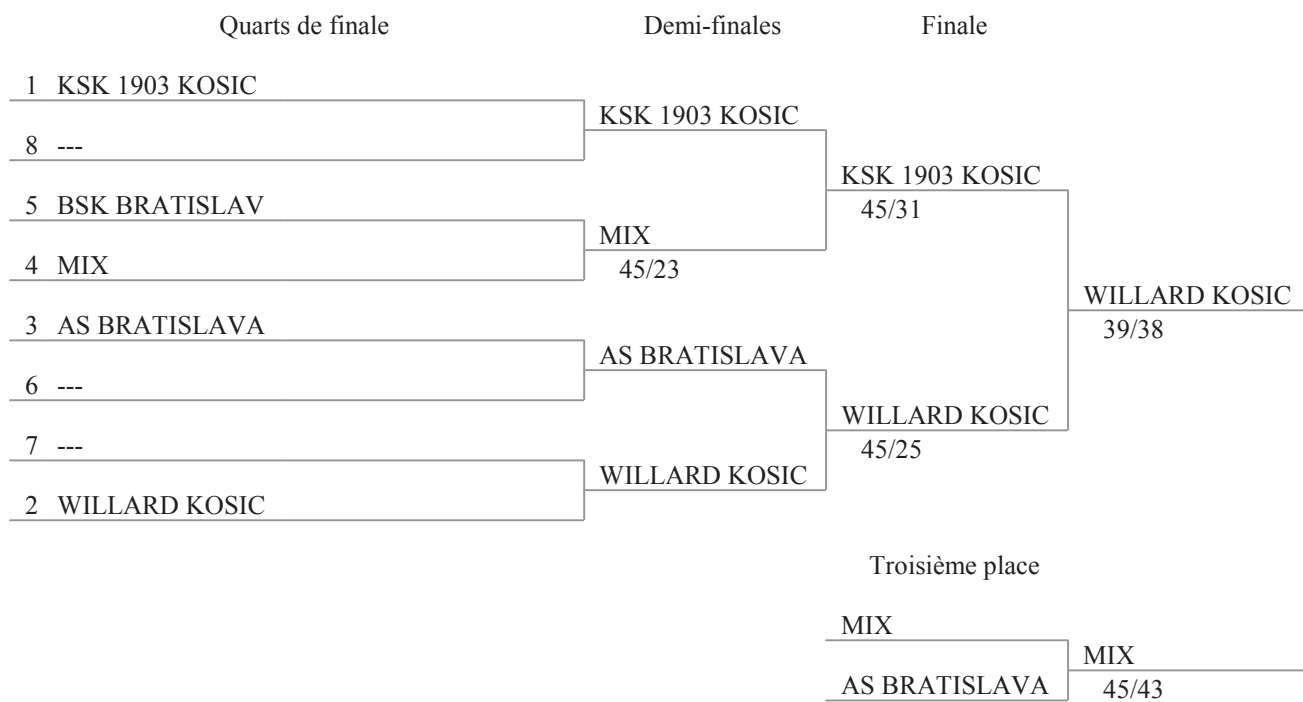 Quarts de finale Demi-finales Finale
1 KSK 1903 KOSIC
KSK 1903 KOSIC
8 ---
KSK 1903 KOSIC
45/31
5 BSK BRATISLAV
MIX
45/23
4 MIX
WILLARD KOSIC
39/38
3 AS BRATISLAVA
AS BRATISLAVA
6 ---
WILLARD KOSIC
45/25
7 ---
WILLARD KOSIC
2 WILLARD KOSIC
Troisième place
MIX
MIX
45/43
AS BRATISLAVA